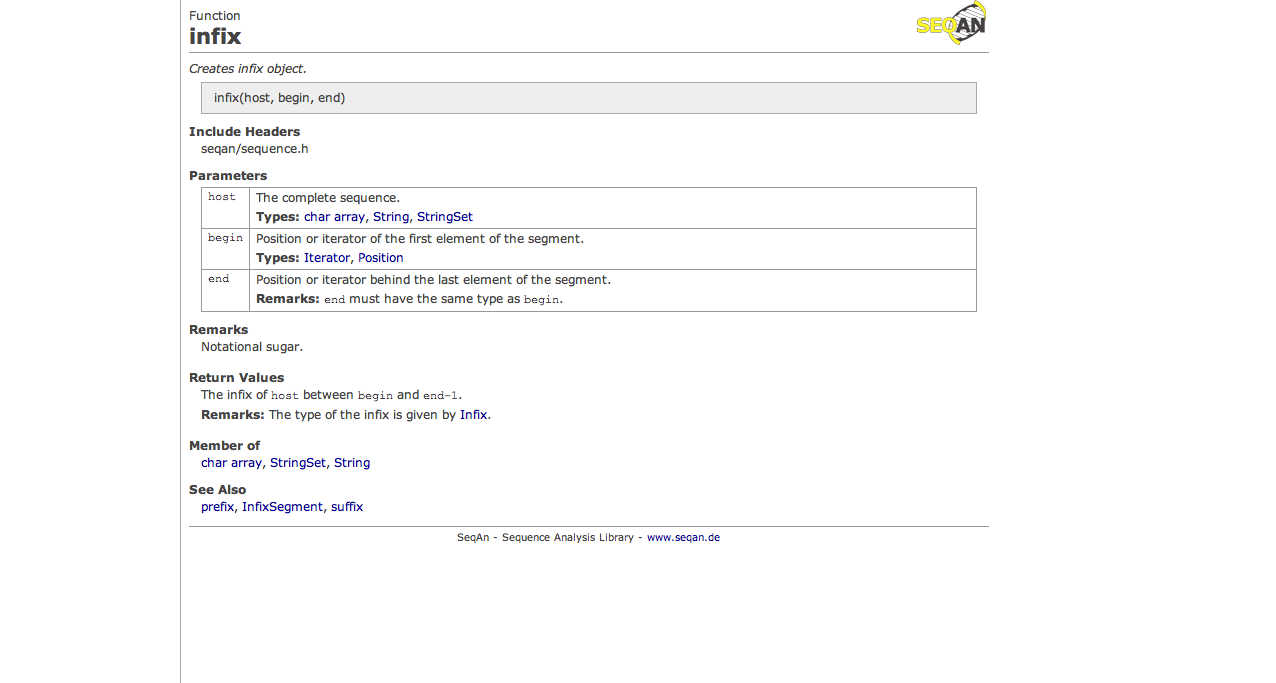 Function
SEQAN
infix
Creates infix object.
infix(host, begin, end)
Include Headers
seqan/sequence.h
Parameters
host The complete sequence.
Types: char array, String, StringSet
begin Position or iterator of the first element of the segment.
Types: Iterator, Position
end Position or iterator behind the last element of the segment.
Remarks: end must have the same type as begin.
Remarks
Notational sugar.
Return Values
The infix of host between begin and end-1.
Remarks: The type of the infix is given by Infix.
Member of
char array, StringSet, String
See Also
prefix, InfixSegment, suffix
SeqAn - Sequence Analysis Library - www.seqan.de